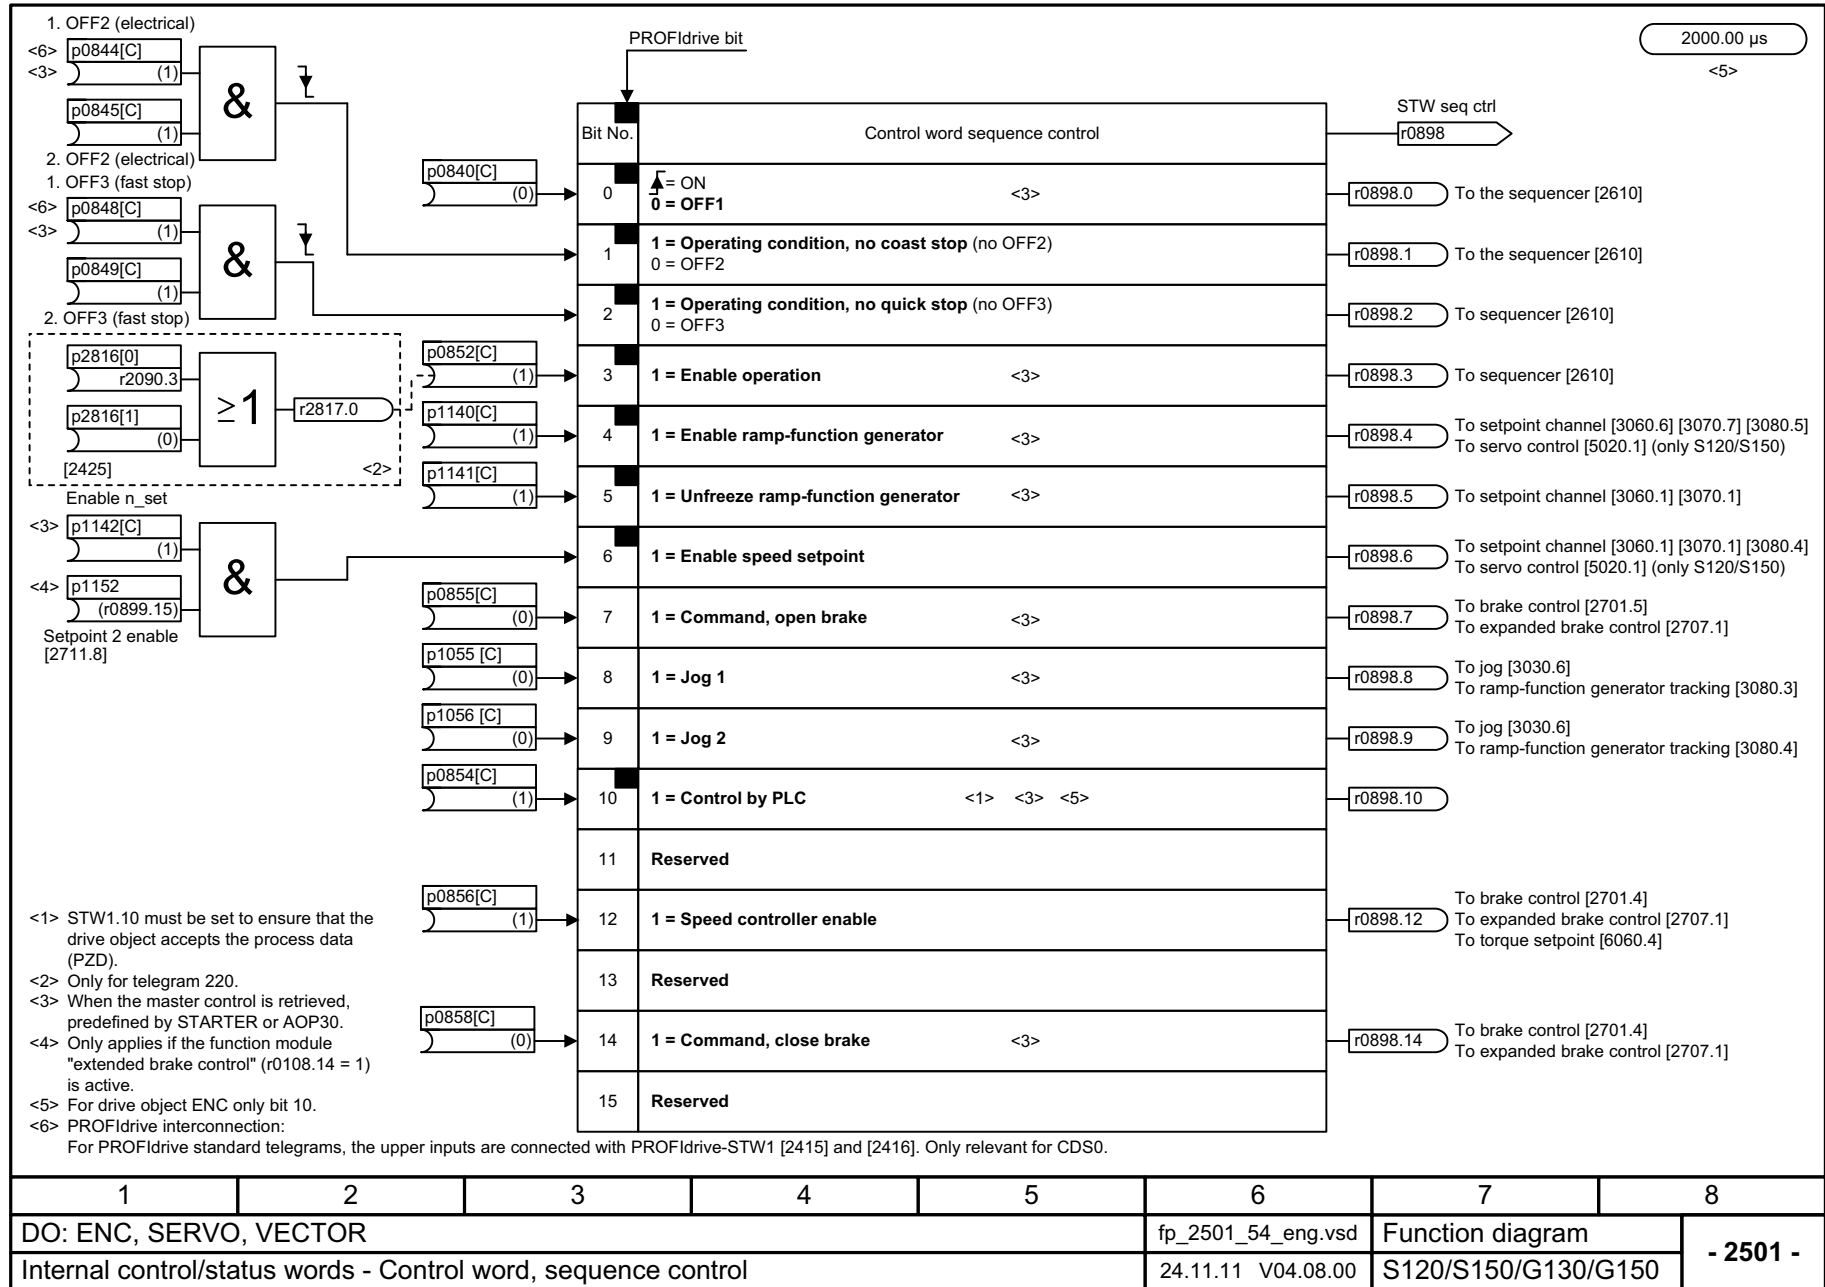 1. OFF2 (electrical)
<6> p0844[C]
<3> (1)
&
p0845[C]
(1)
2. OFF2 (electrical)
1. OFF3 (fast stop)
<6> p0848[C]
<3> (1)
&
p0849[C]
(1)
2. OFF3 (fast stop)
p2816[0]
r2090.3
≥1
r2817.0
p2816[1]
(0)
[2425] <2>
Enable n_set
<3> p1142[C]
(1)
&
<4> p1152
(r0899.15)
Setpoint 2 enable
[2711.8]
PROFIdrive bit
2000.00 µs
<5>
Bit No. Control word sequence control
STW seq ctrl
r0898
p0840[C]
(0)
0 = ON <3>
0 = OFF1
r0898.0 To the sequencer [2610]
1 1 = Operating condition, no coast stop (no OFF2)
0 = OFF2
r0898.1 To the sequencer [2610]
2 1 = Operating condition, no quick stop (no OFF3)
0 = OFF3
r0898.2 To sequencer [2610]
p0852[C]
(1)
3 1 = Enable operation <3>
r0898.3 To sequencer [2610]
p1140[C]
(1)
4 1 = Enable ramp-function generator <3>
r0898.4 To setpoint channel [3060.6] [3070.7] [3080.5]
To servo control [5020.1] (only S120/S150)
p1141[C]
(1)
5 1 = Unfreeze ramp-function generator <3>
r0898.5 To setpoint channel [3060.1] [3070.1]
6 1 = Enable speed setpoint
r0898.6 To setpoint channel [3060.1] [3070.1] [3080.4]
To servo control [5020.1] (only S120/S150)
p0855[C]
(0)
7 1 = Command, open brake <3>
r0898.7 To brake control [2701.5]
To expanded brake control [2707.1]
p1055 [C]
(0)
8 1 = Jog 1 <3>
r0898.8 To jog [3030.6]
To ramp-function generator tracking [3080.3]
p1056 [C]
(0)
9 1 = Jog 2 <3>
r0898.9 To jog [3030.6]
To ramp-function generator tracking [3080.4]
p0854[C]
(1)
10 1 = Control by PLC <1> <3> <5>
r0898.10
11 Reserved
p0856[C]
(1)
12 1 = Speed controller enable
r0898.12 To brake control [2701.4]
To expanded brake control [2707.1]
To torque setpoint [6060.4]
13 Reserved
p0858[C]
(0)
14 1 = Command, close brake <3>
r0898.14 To brake control [2701.4]
To expanded brake control [2707.1]
15 Reserved
<1> STW1.10 must be set to ensure that the
drive object accepts the process data
(PZD).
<2> Only for telegram 220.
<3> When the master control is retrieved,
predefined by STARTER or AOP30.
<4> Only applies if the function module
"extended brake control" (r0108.14 = 1)
is active.
<5> For drive object ENC only bit 10.
<6> PROFIdrive interconnection:
For PROFIdrive standard telegrams, the upper inputs are connected with PROFIdrive-STW1 [2415] and [2416]. Only relevant for CDS0.
1 2 3 4 5 6 7 8
DO: ENC, SERVO, VECTOR
fp_2501_54_eng.vsd Function diagram
- 2501 -
Internal control/status words - Control word, sequence control
24.11.11 V04.08.00 S120/S150/G130/G150